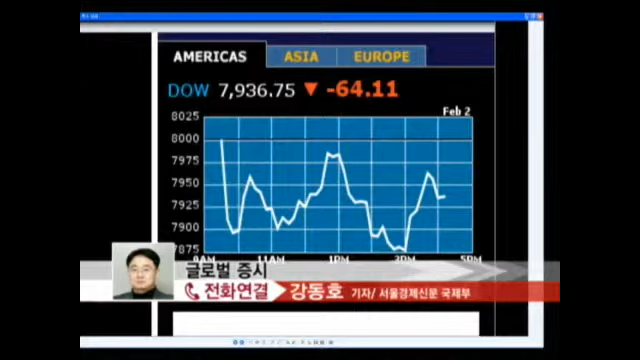 AMERICAS ASIA EUROPE
DOW 7,936.75 ▼ -64.11
Feb 2
8025
8000
7975
7950
7925
7900
7875
9AM 11AM 1PM 3PM 5PM
글로벌 증시
전화연결 강동호 기자/ 서울경제신문 국제부